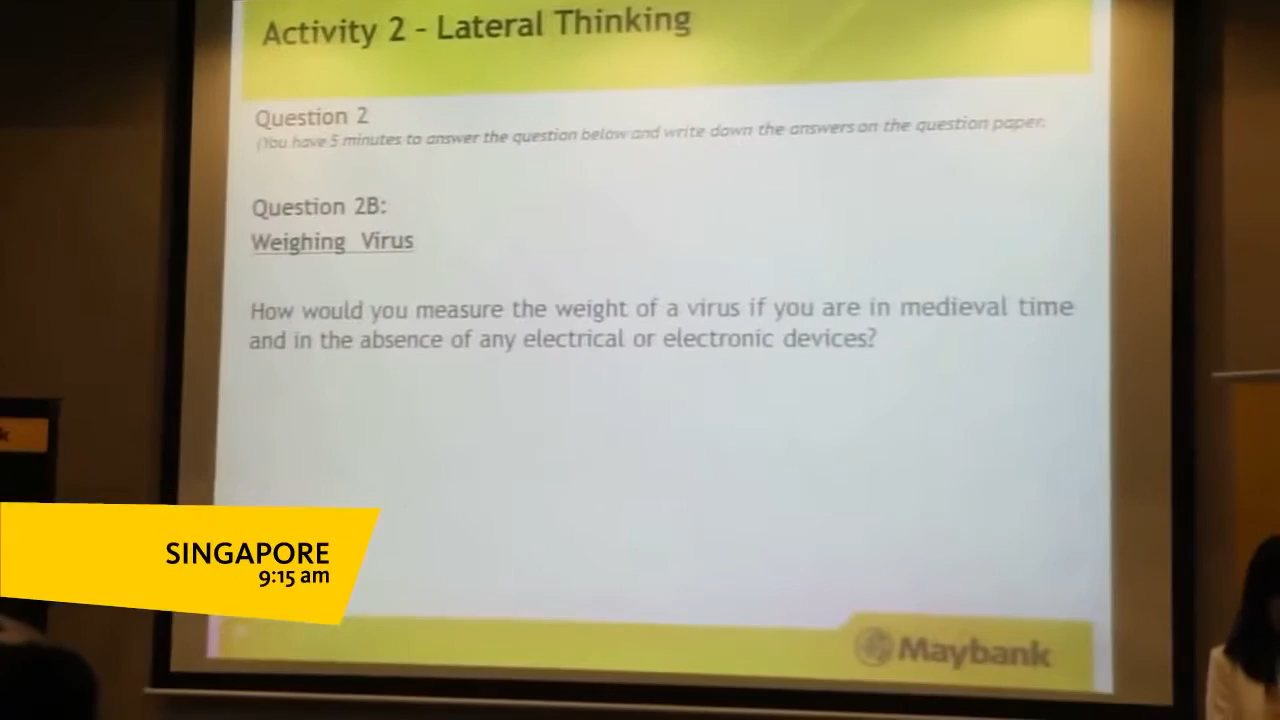 Activity 2 - Lateral Thinking
Question 2
(You have 5 minutes to answer the question below and write down the answers on the question paper.
Question 2B:
Weighing Virus
How would you measure the weight of a virus if you are in medieval time
and in the absence of any electrical or electronic devices?
SINGAPORE
9:15 am
Maybank